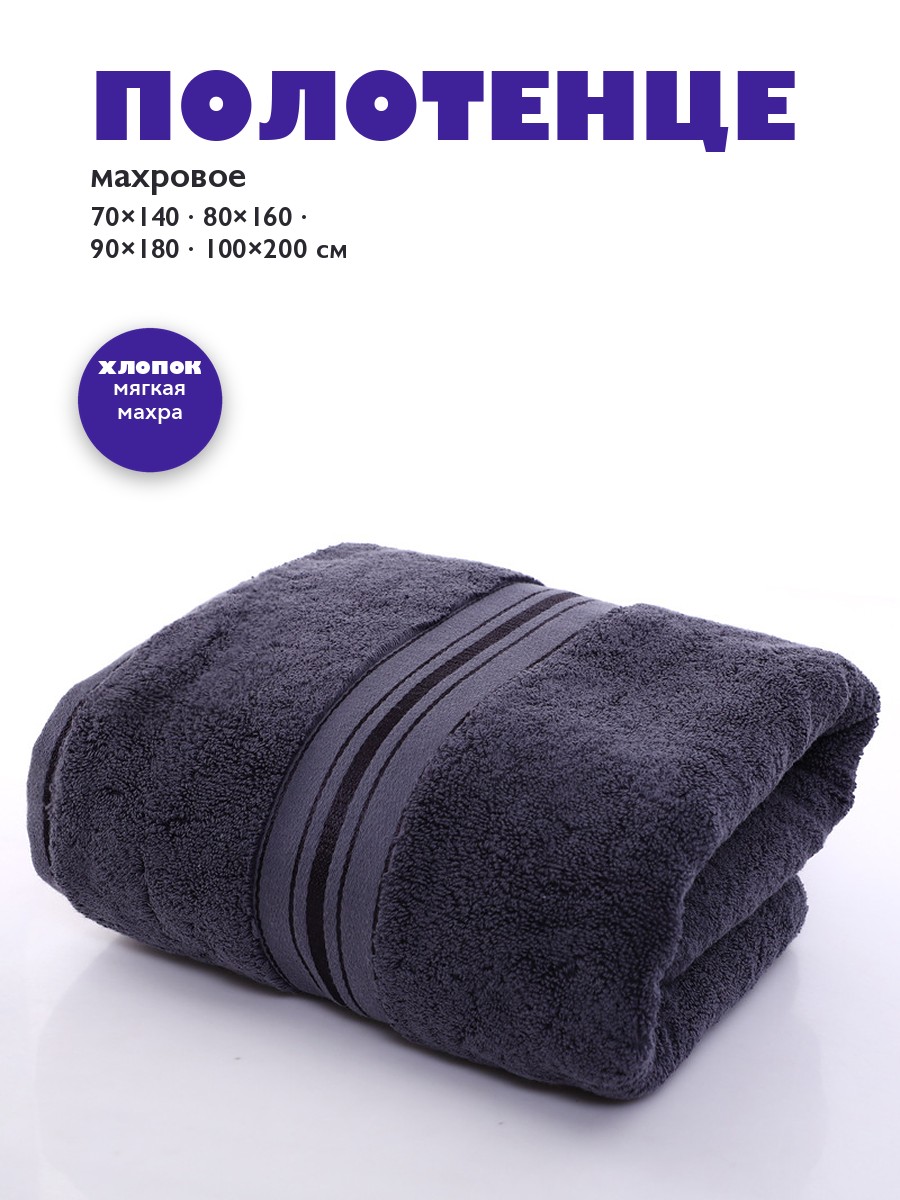 ПОЛОТЕНЦЕ
махровое
70×140 · 80×160 ·
90×180 · 100×200 см
хлопок
мягкая
махра